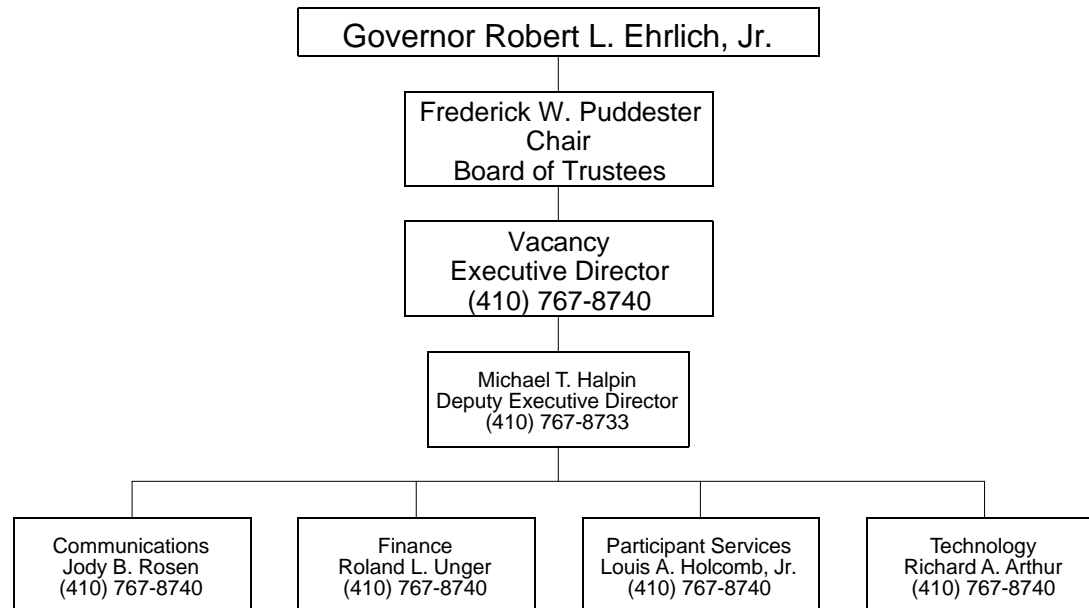 Governor Robert L. Ehrlich, Jr.
Frederick W. Puddester
Chair
Board of Trustees
Vacancy
Executive Director
(410) 767-8740
Michael T. Halpin
Deputy Executive Director
(410) 767-8733
Communications
Jody B. Rosen
(410) 767-8740
Finance
Roland L. Unger
(410) 767-8740
Participant Services
Louis A. Holcomb, Jr.
(410) 767-8740
Technology
Richard A. Arthur
(410) 767-8740